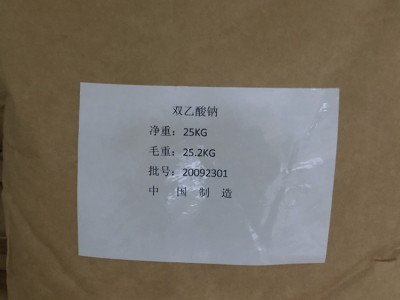 双乙酸钠
净重：25KG
毛重：25.2KG
批号：20092301
中 国 制 造